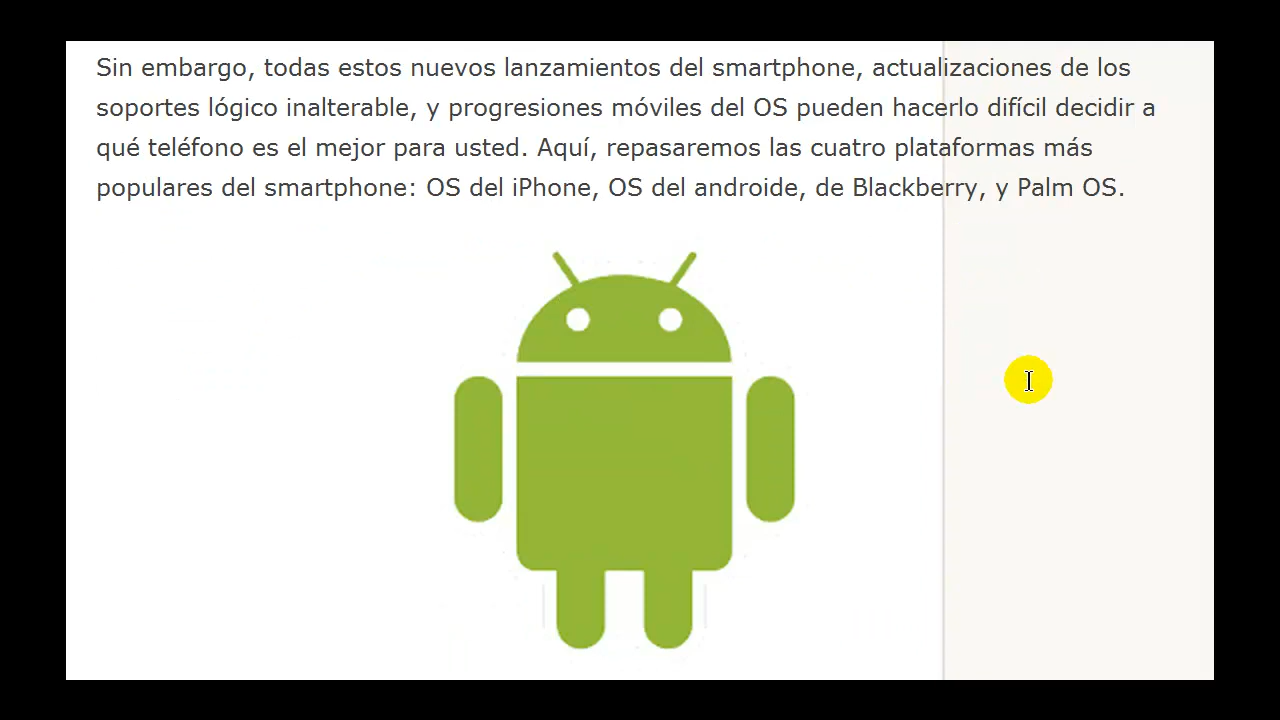 Sin embargo, todas estos nuevos lanzamientos del smartphone, actualizaciones de los
soportes lógico inalterable, y progresiones móviles del OS pueden hacerlo difícil decidir a
qué teléfono es el mejor para usted. Aquí, repasaremos las cuatro plataformas más
populares del smartphone: OS del iPhone, OS del androide, de Blackberry, y Palm OS.